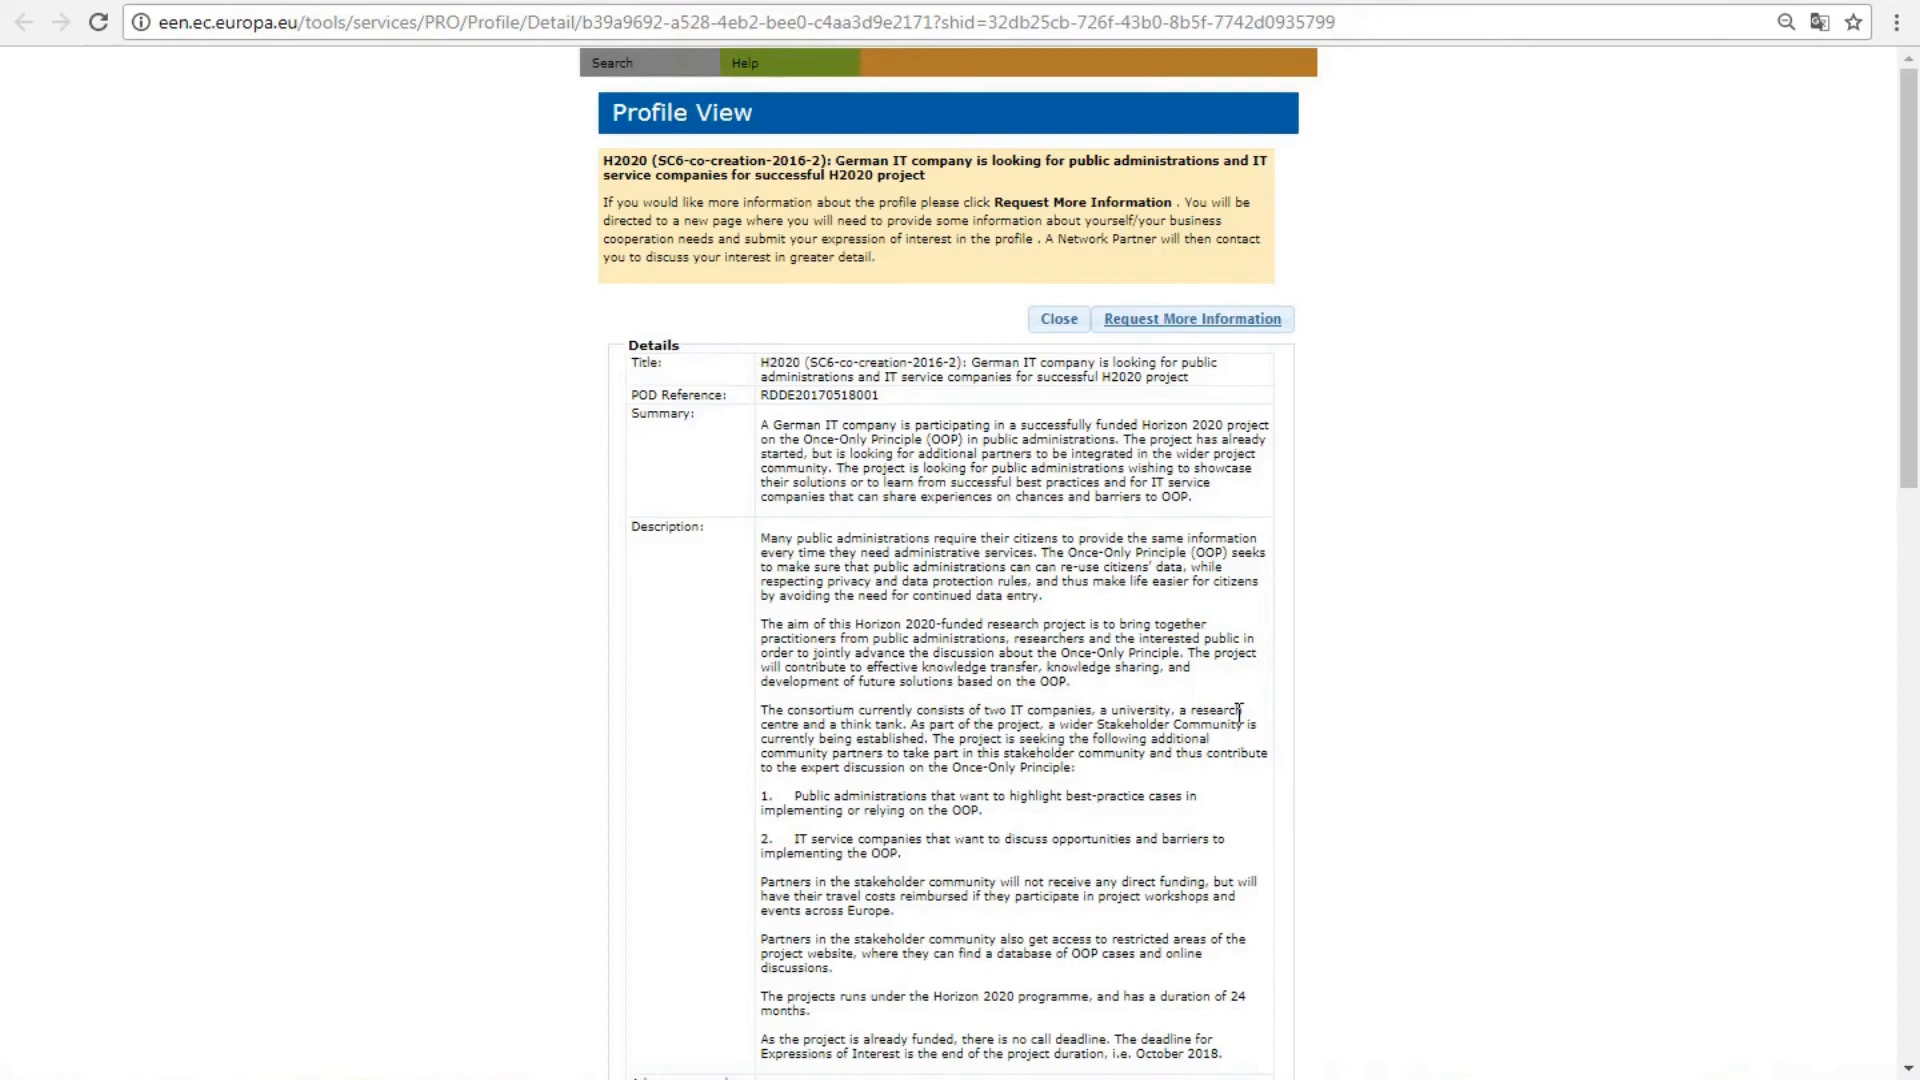 een.ec.europa.eu/tools/services/PRO/Profile/Detail/b39a9692-a528-4eb2-bee0-c4aa3d9e2171?shid=32db25cb-726f-43b0-8b5f-7742d0935799
Search Help
Profile View
H2020 (SC6-co-creation-2016-2): German IT company is looking for public administrations and IT
service companies for successful H2020 project
If you would like more information about the profile please click Request More Information . You will be
directed to a new page where you will need to provide some information about yourself/your business
cooperation needs and submit your expression of interest in the profile . A Network Partner will then contact
you to discuss your interest in greater detail.
Close Request More Information
Details
Title: H2020 (SC6-co-creation-2016-2): German IT company is looking for public
administrations and IT service companies for successful H2020 project
POD Reference: RDDE20170518001
Summary:
A German IT company is participating in a successfully funded Horizon 2020 project
on the Once-Only Principle (OOP) in public administrations. The project has already
started, but is looking for additional partners to be integrated in the wider project
community. The project is looking for public administrations wishing to showcase
their solutions or to learn from successful best practices and for IT service
companies that can share experiences on chances and barriers to OOP.
Description:
Many public administrations require their citizens to provide the same information
every time they need administrative services. The Once-Only Principle (OOP) seeks
to make sure that public administrations can can re-use citizens' data, while
respecting privacy and data protection rules, and thus make life easier for citizens
by avoiding the need for continued data entry.
The aim of this Horizon 2020-funded research project is to bring together
practitioners from public administrations, researchers and the interested public in
order to jointly advance the discussion about the Once-Only Principle. The project
will contribute to effective knowledge transfer, knowledge sharing, and
development of future solutions based on the OOP.
The consortium currently consists of two IT companies, a university, a research
centre and a think tank. As part of the project, a wider Stakeholder Community is
currently being established. The project is seeking the following additional
community partners to take part in this stakeholder community and thus contribute
to the expert discussion on the Once-Only Principle:
1. Public administrations that want to highlight best-practice cases in
implementing or relying on the OOP.
2. IT service companies that want to discuss opportunities and barriers to
implementing the OOP.
Partners in the stakeholder community will not receive any direct funding, but will
have their travel costs reimbursed if they participate in project workshops and
events across Europe.
Partners in the stakeholder community also get access to restricted areas of the
project website, where they can find a database of OOP cases and online
discussions.
The projects runs under the Horizon 2020 programme, and has a duration of 24
months.
As the project is already funded, there is no call deadline. The deadline for
Expressions of Interest is the end of the project duration, i.e. October 2018.